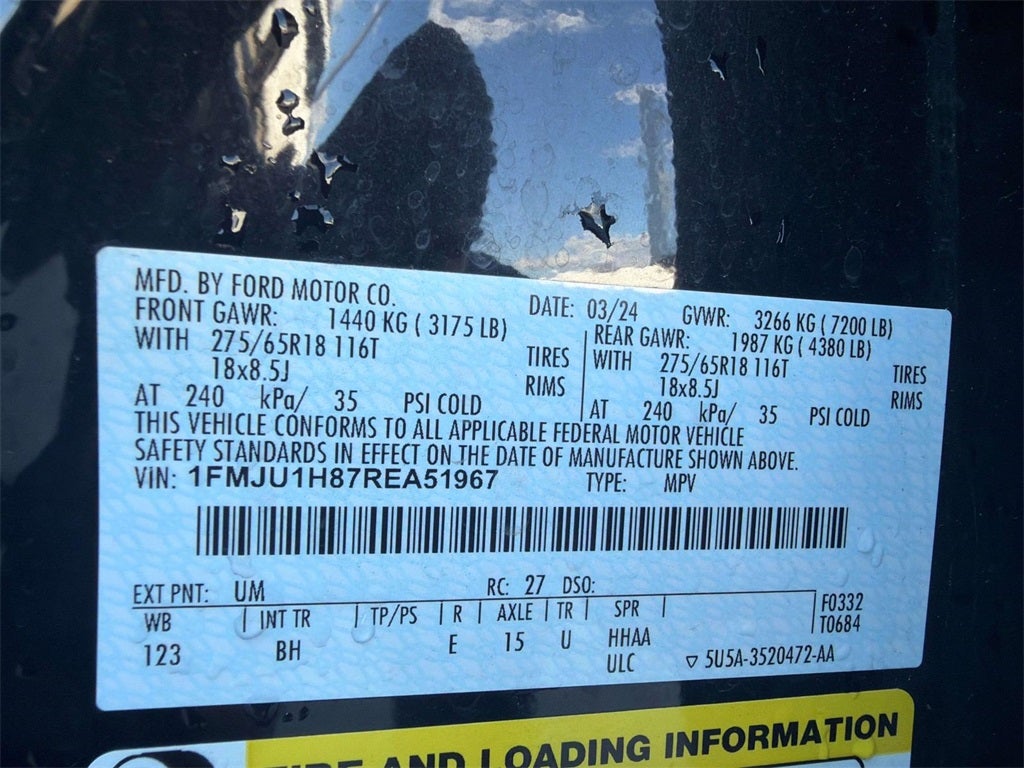 MFD. BY FORD MOTOR CO.
DATE: 03/24 GVWR: 3266 KG ( 7200 LB)
FRONT GAWR: 1440 KG ( 3175 LB)
WITH 275/65R18 116T TIRES
18x8.5J RIMS
AT 240 kPa/ 35 PSI COLD
REAR GAWR: 1987 KG ( 4380 LB)
WITH 275/65R18 116T TIRES
18x8.5J RIMS
AT 240 kPa/ 35 PSI COLD
THIS VEHICLE CONFORMS TO ALL APPLICABLE FEDERAL MOTOR VEHICLE
SAFETY STANDARDS IN EFFECT ON THE DATE OF MANUFACTURE SHOWN ABOVE.
VIN: 1FMJU1H87REA51967 TYPE: MPV
EXT PNT: UM RC: 27 DSO:
WB | INT TR | TP/PS | R | AXLE | TR | SPR | F0332
T0684
123 BH E 15 U HHAA
ULC ▽ 5U5A-3520472-AA
TIRE AND LOADING INFORMATION